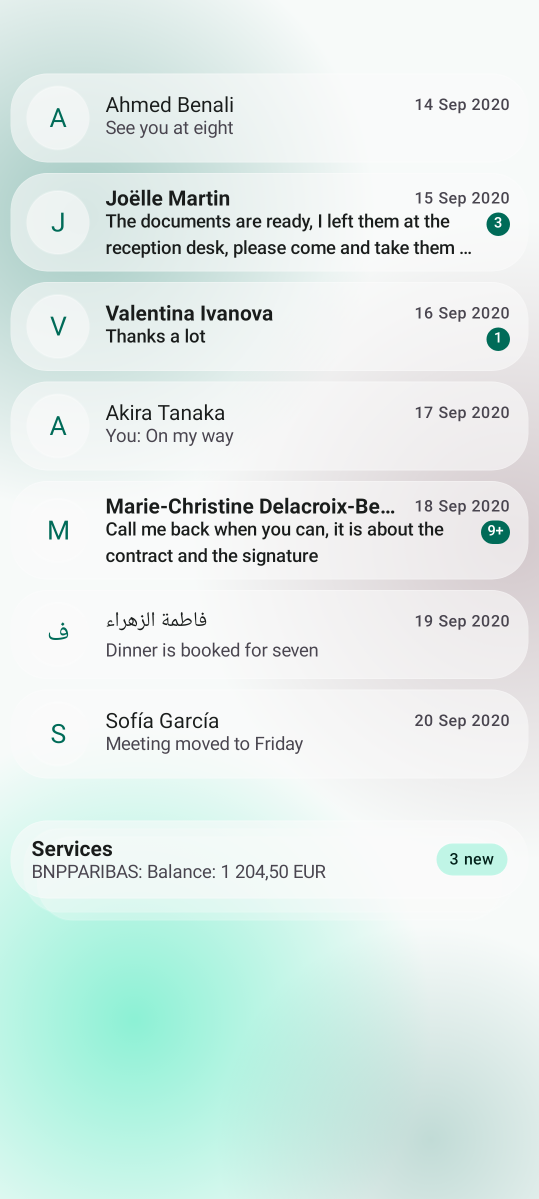 A
Ahmed Benali
14 Sep 2020
See you at eight
J
Joëlle Martin
15 Sep 2020
The documents are ready, I left them at the
3
reception desk, please come and take them …
V
Valentina Ivanova
16 Sep 2020
Thanks a lot
1
A
Akira Tanaka
17 Sep 2020
You: On my way
M
Marie-Christine Delacroix-Be…
18 Sep 2020
Call me back when you can, it is about the
9+
contract and the signature
ف
فاطمة الزهراء
19 Sep 2020
Dinner is booked for seven
S
Sofía García
20 Sep 2020
Meeting moved to Friday
Services
BNPPARIBAS: Balance: 1 204,50 EUR
3 new